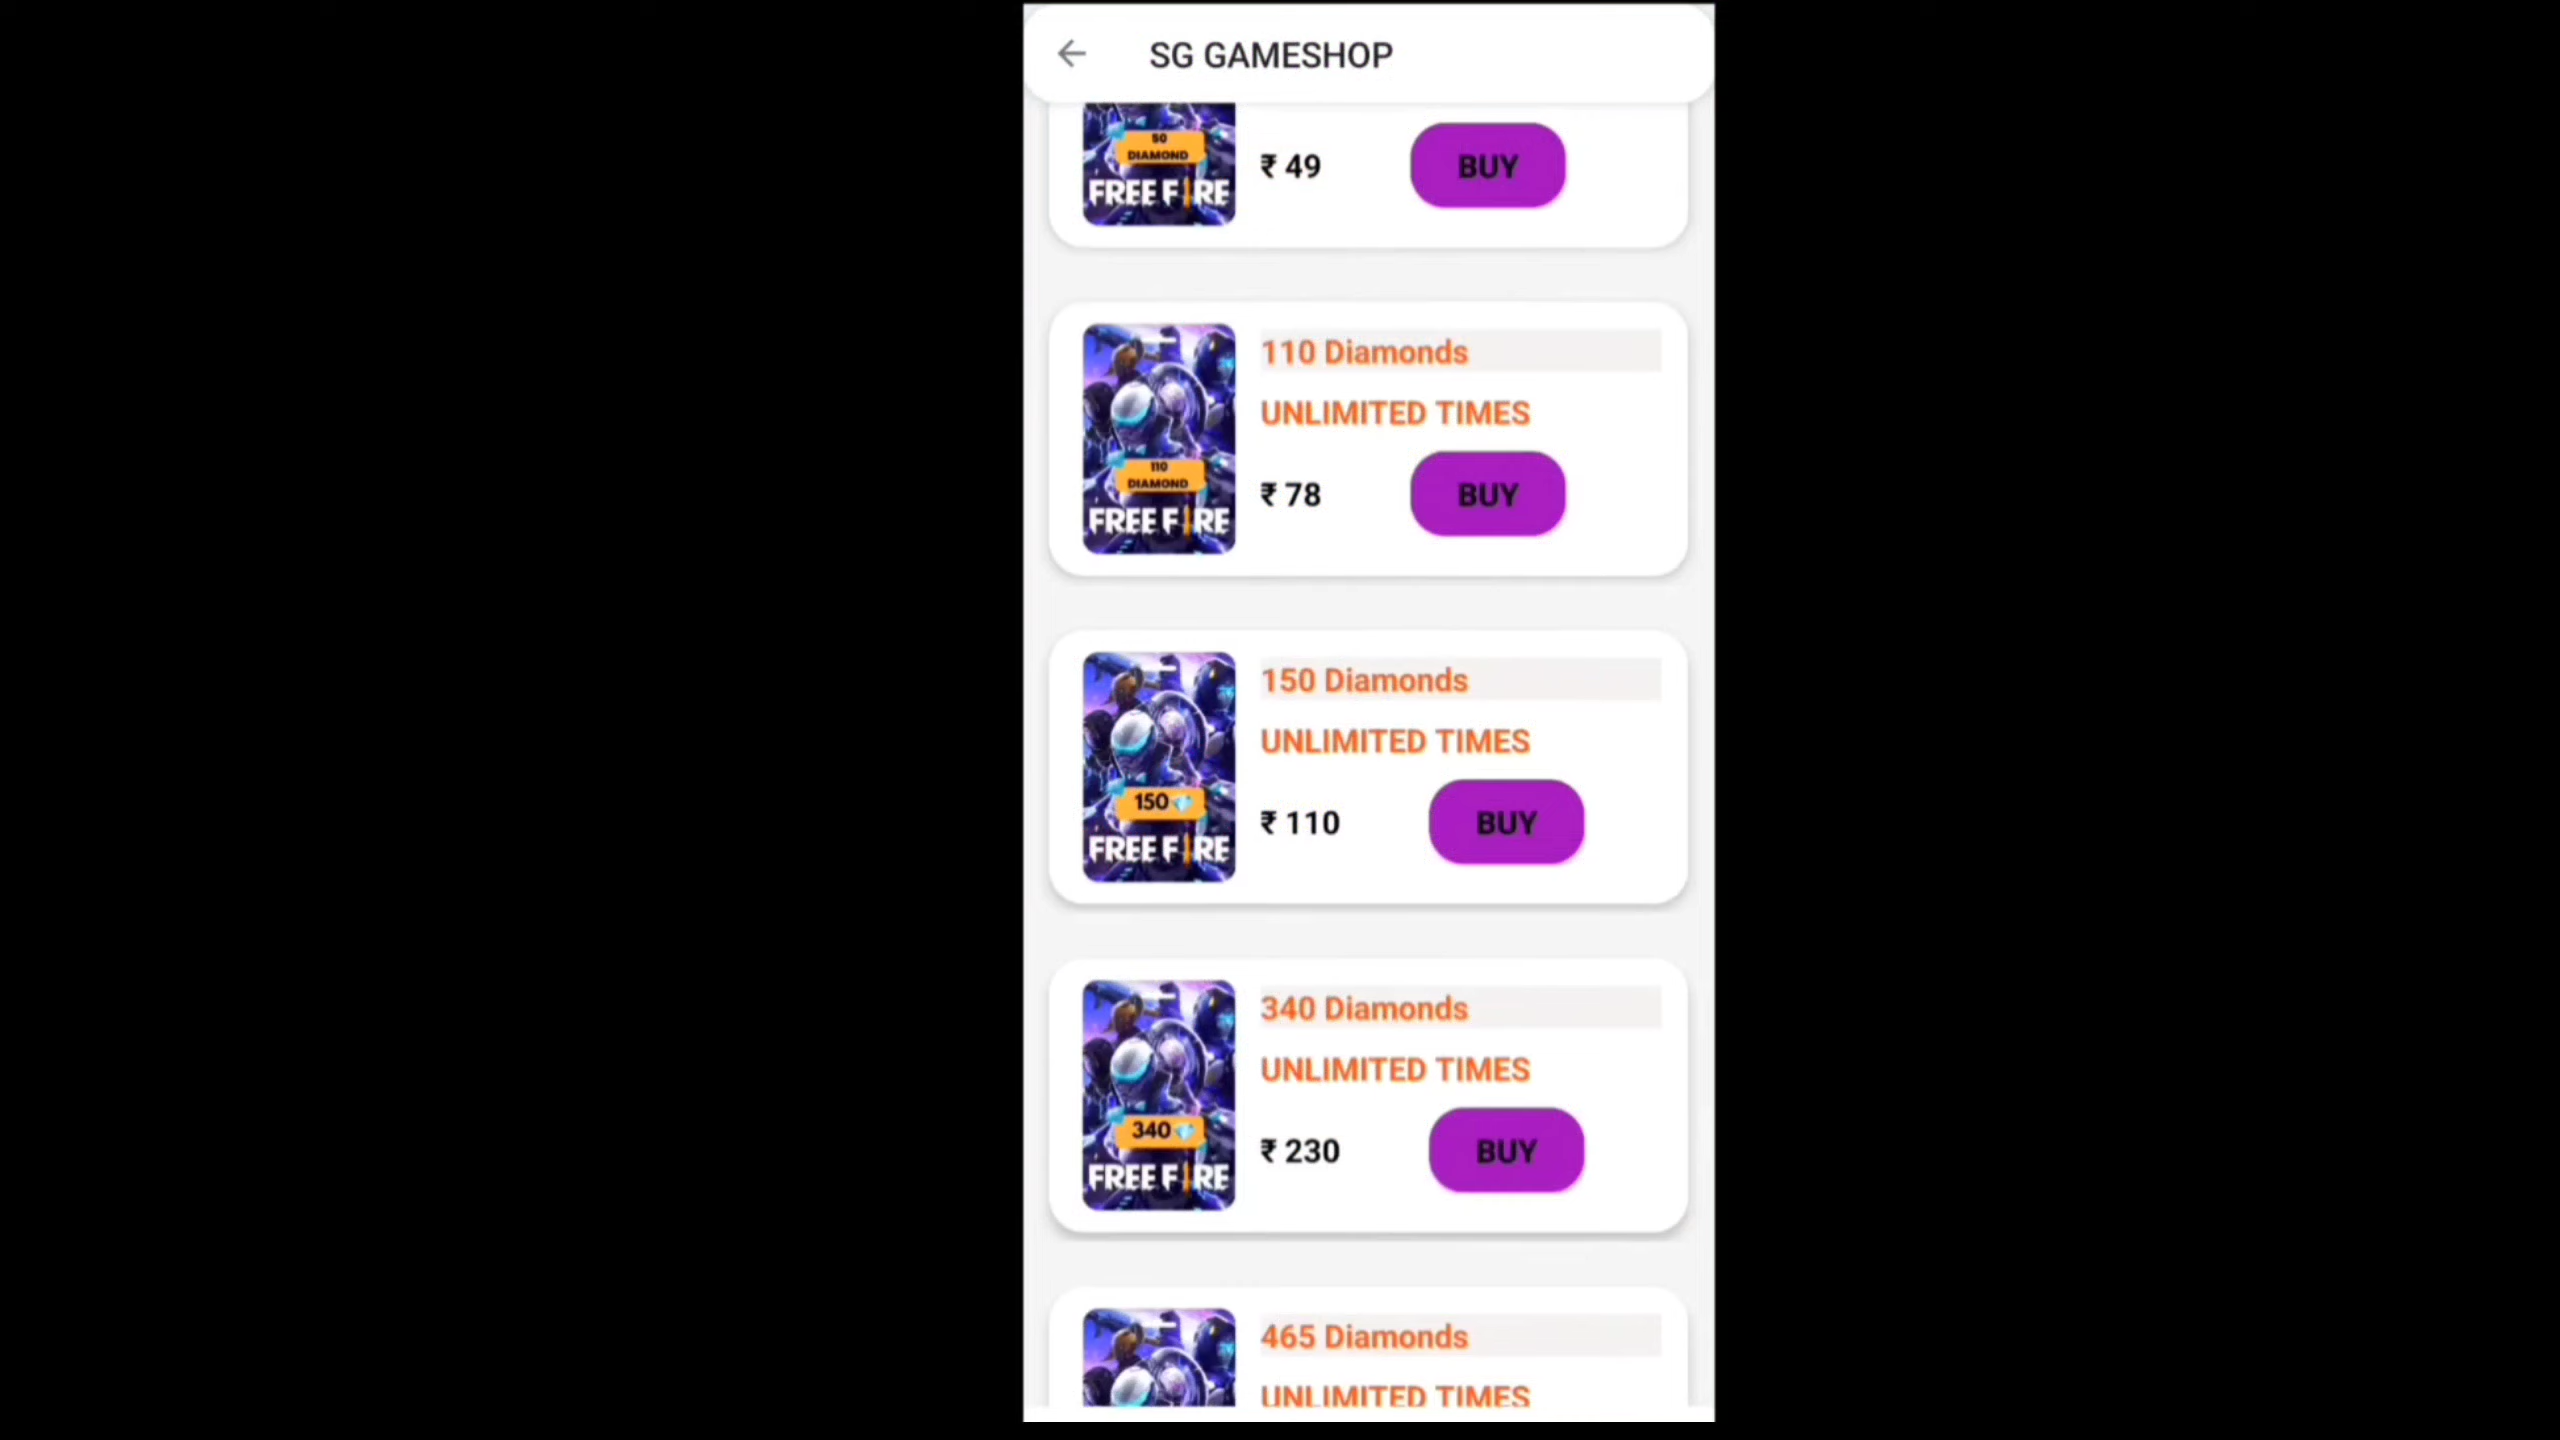 SG GAMESHOP
50
DIAMOND
FREE FIRE
₹ 49
BUY
110 Diamonds
UNLIMITED TIMES
110
DIAMOND
FREE FIRE
₹ 78
BUY
150 Diamonds
UNLIMITED TIMES
150
FREE FIRE
₹ 110
BUY
340 Diamonds
UNLIMITED TIMES
340
FREE FIRE
₹ 230
BUY
465 Diamonds
UNLIMITED TIMES